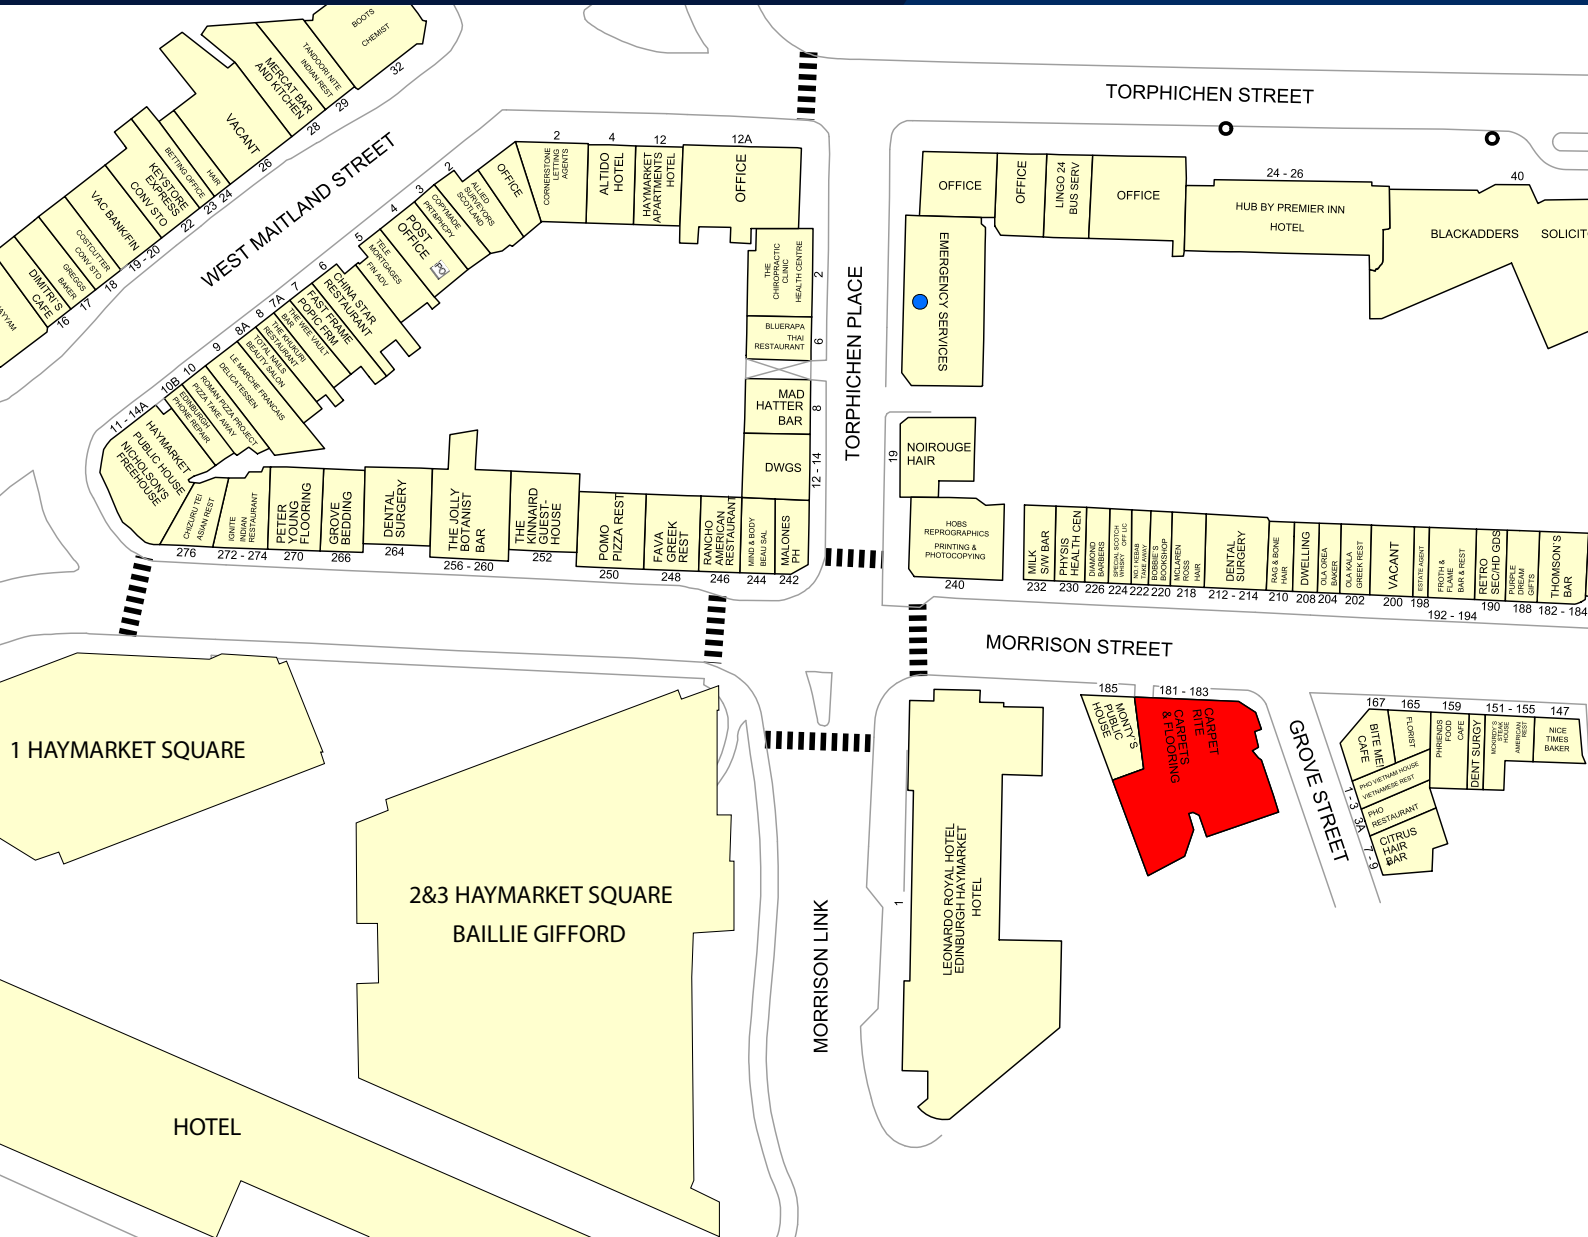 BOOTS
CHEMIST
32
TANDOORI NITE
INDIAN REST
29
MERCAT BAR
AND KITCHEN
28
VACANT
26
HAIR
24
BETTING OFFICE
23
KEYSTORE
EXPRESS
CONV STO
22
VAC BANK/FIN
19 - 20
COSTCUTTER
CONV STO
18
GREGGS
BAKER
17
DIMITRI'S
CAFE
16
WEST MAITLAND STREET
TORPHICHEN STREET
2
CORNERSTONE
LETTING
AGENTS
4
ALTIDO
HOTEL
12
HAYMARKET
APARTMENTS
HOTEL
12A
OFFICE
OFFICE
2
ALLIED
SURVEYORS
SCOTLAND
3
COPYMADE
PRT&PHCPY
4
POST
OFFICE
PO
5
TELE
MORTGAGES
FIN ADV
6
CHINA STAR
RESTAURANT
7
FAST FRAME
POPIC FRM
7A
THE WEE VAULT
BAR
8
THE KHUKURI
RESTAURANT
8A
TOTAL NAILS
BEAUTY SALON
9
LE MARCHE FRANCAIS
DELICATESSEN
10
ROMAN PIZZA PROJECT
PIZZA TAKE AWAY
10B
EDINBURGH
PHONE REPAIR
11 - 14A
HAYMARKET
PUBLIC HOUSE
NICHOLSON'S
FREEHOUSE
THE
CHIROPRACTIC
CLINIC
HEALTH CENTRE
2
BLUERAPA
THAI
RESTAURANT
6
MAD
HATTER
BAR
8
DWGS
12 - 14
TORPHICHEN PLACE
OFFICE
OFFICE
LINGO 24
BUS SERV
OFFICE
24 - 26
HUB BY PREMIER INN
HOTEL
40
BLACKADDERS
SOLICIT
EMERGENCY SERVICES
19
NOIROUGE
HAIR
HOBS
REPROGRAPHICS
PRINTING &
PHOTOCOPYING
240
CHIZURU TEI
ASIAN REST
276
IGNITE
INDIAN
RESTAURANT
272 - 274
PETER
YOUNG
FLOORING
270
GROVE
BEDDING
266
DENTAL
SURGERY
264
THE JOLLY
BOTANIST
BAR
256 - 260
THE
KINNAIRD
GUEST-
HOUSE
252
POMO
PIZZA REST
250
FAVA
GREEK
REST
248
RANCHO
AMERICAN
RESTAURANT
246
MIND & BODY
BEAU SAL
244
MALONES
PH
242
MILK
S/W BAR
232
PHYSIS
HEALTH CEN
230
DIAMOND
BARBERS
226
SPECIAL SCOTCH
WHISKY OFF LIC
224
NO.1 KEBAB
TAKE AWAY
222
BOBBIE'S
BOOKSHOP
220
MCLAREN
ROSS
HAIR
218
DENTAL
SURGERY
212 - 214
RAG & BONE
HAIR
210
DWELLING
208
OLA OREA
BAKER
204
OLA KALA
GREEK REST
202
VACANT
200
ESTATE AGENT
198
FROTH &
FLAME
BAR & REST
192 - 194
RETRO
SEC/HD GDS
190
PURPLE
DREAM
GIFTS
188
THOMSON'S
BAR
182 - 184
MORRISON STREET
185
MONTY'S
PUBLIC
HOUSE
181 - 183
CARPET
RITE
CARPETS
& FLOORING
GROVE STREET
167
BITE ME!
CAFE
165
FLORIST
159
PHRIENDS
FOOD
CAFE
DENT SURGY
151 - 155
MCKIRDY'S
STEAK
HOUSE
AMERICAN
REST
147
NICE
TIMES
BAKER
1 - 3
PHO VIETNAM HOUSE
VIETNAMESE REST
3A
PHO
RESTAURANT
7 - 9
CITRUS
HAIR
BAR
1 HAYMARKET SQUARE
2&3 HAYMARKET SQUARE
BAILLIE GIFFORD
HOTEL
MORRISON LINK
1
LEONARDO ROYAL HOTEL
EDINBURGH HAYMARKET
HOTEL